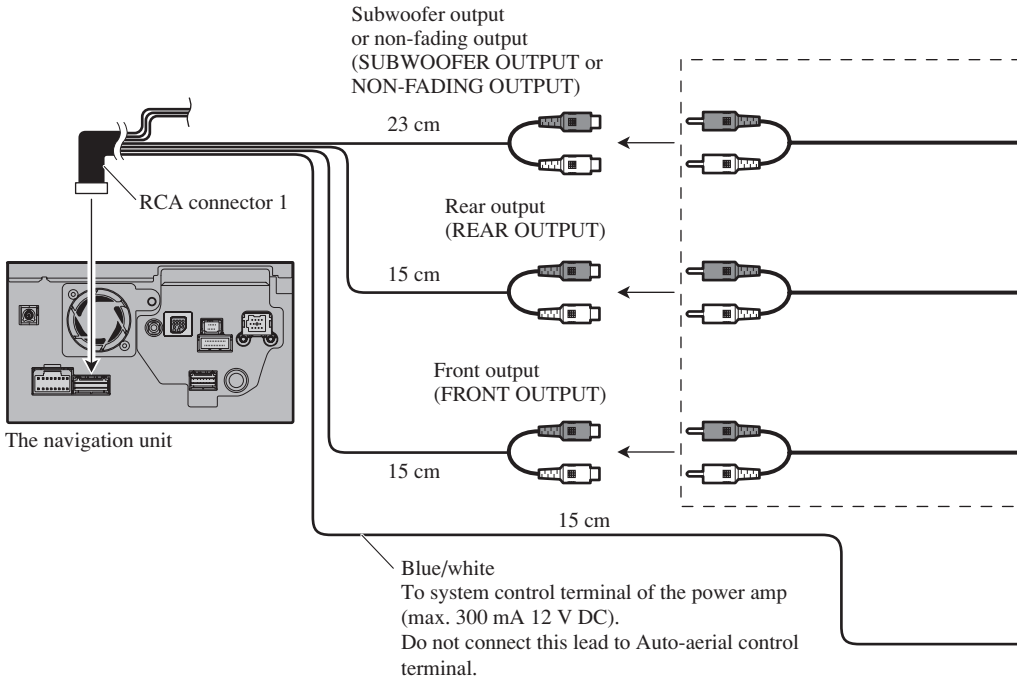 Subwoofer output
or non-fading output
(SUBWOOFER OUTPUT or
NON-FADING OUTPUT)
23 cm
RCA connector 1
Rear output
(REAR OUTPUT)
15 cm
Front output
(FRONT OUTPUT)
The navigation unit
15 cm
15 cm
Blue/white
To system control terminal of the power amp
(max. 300 mA 12 V DC).
Do not connect this lead to Auto-aerial control
terminal.